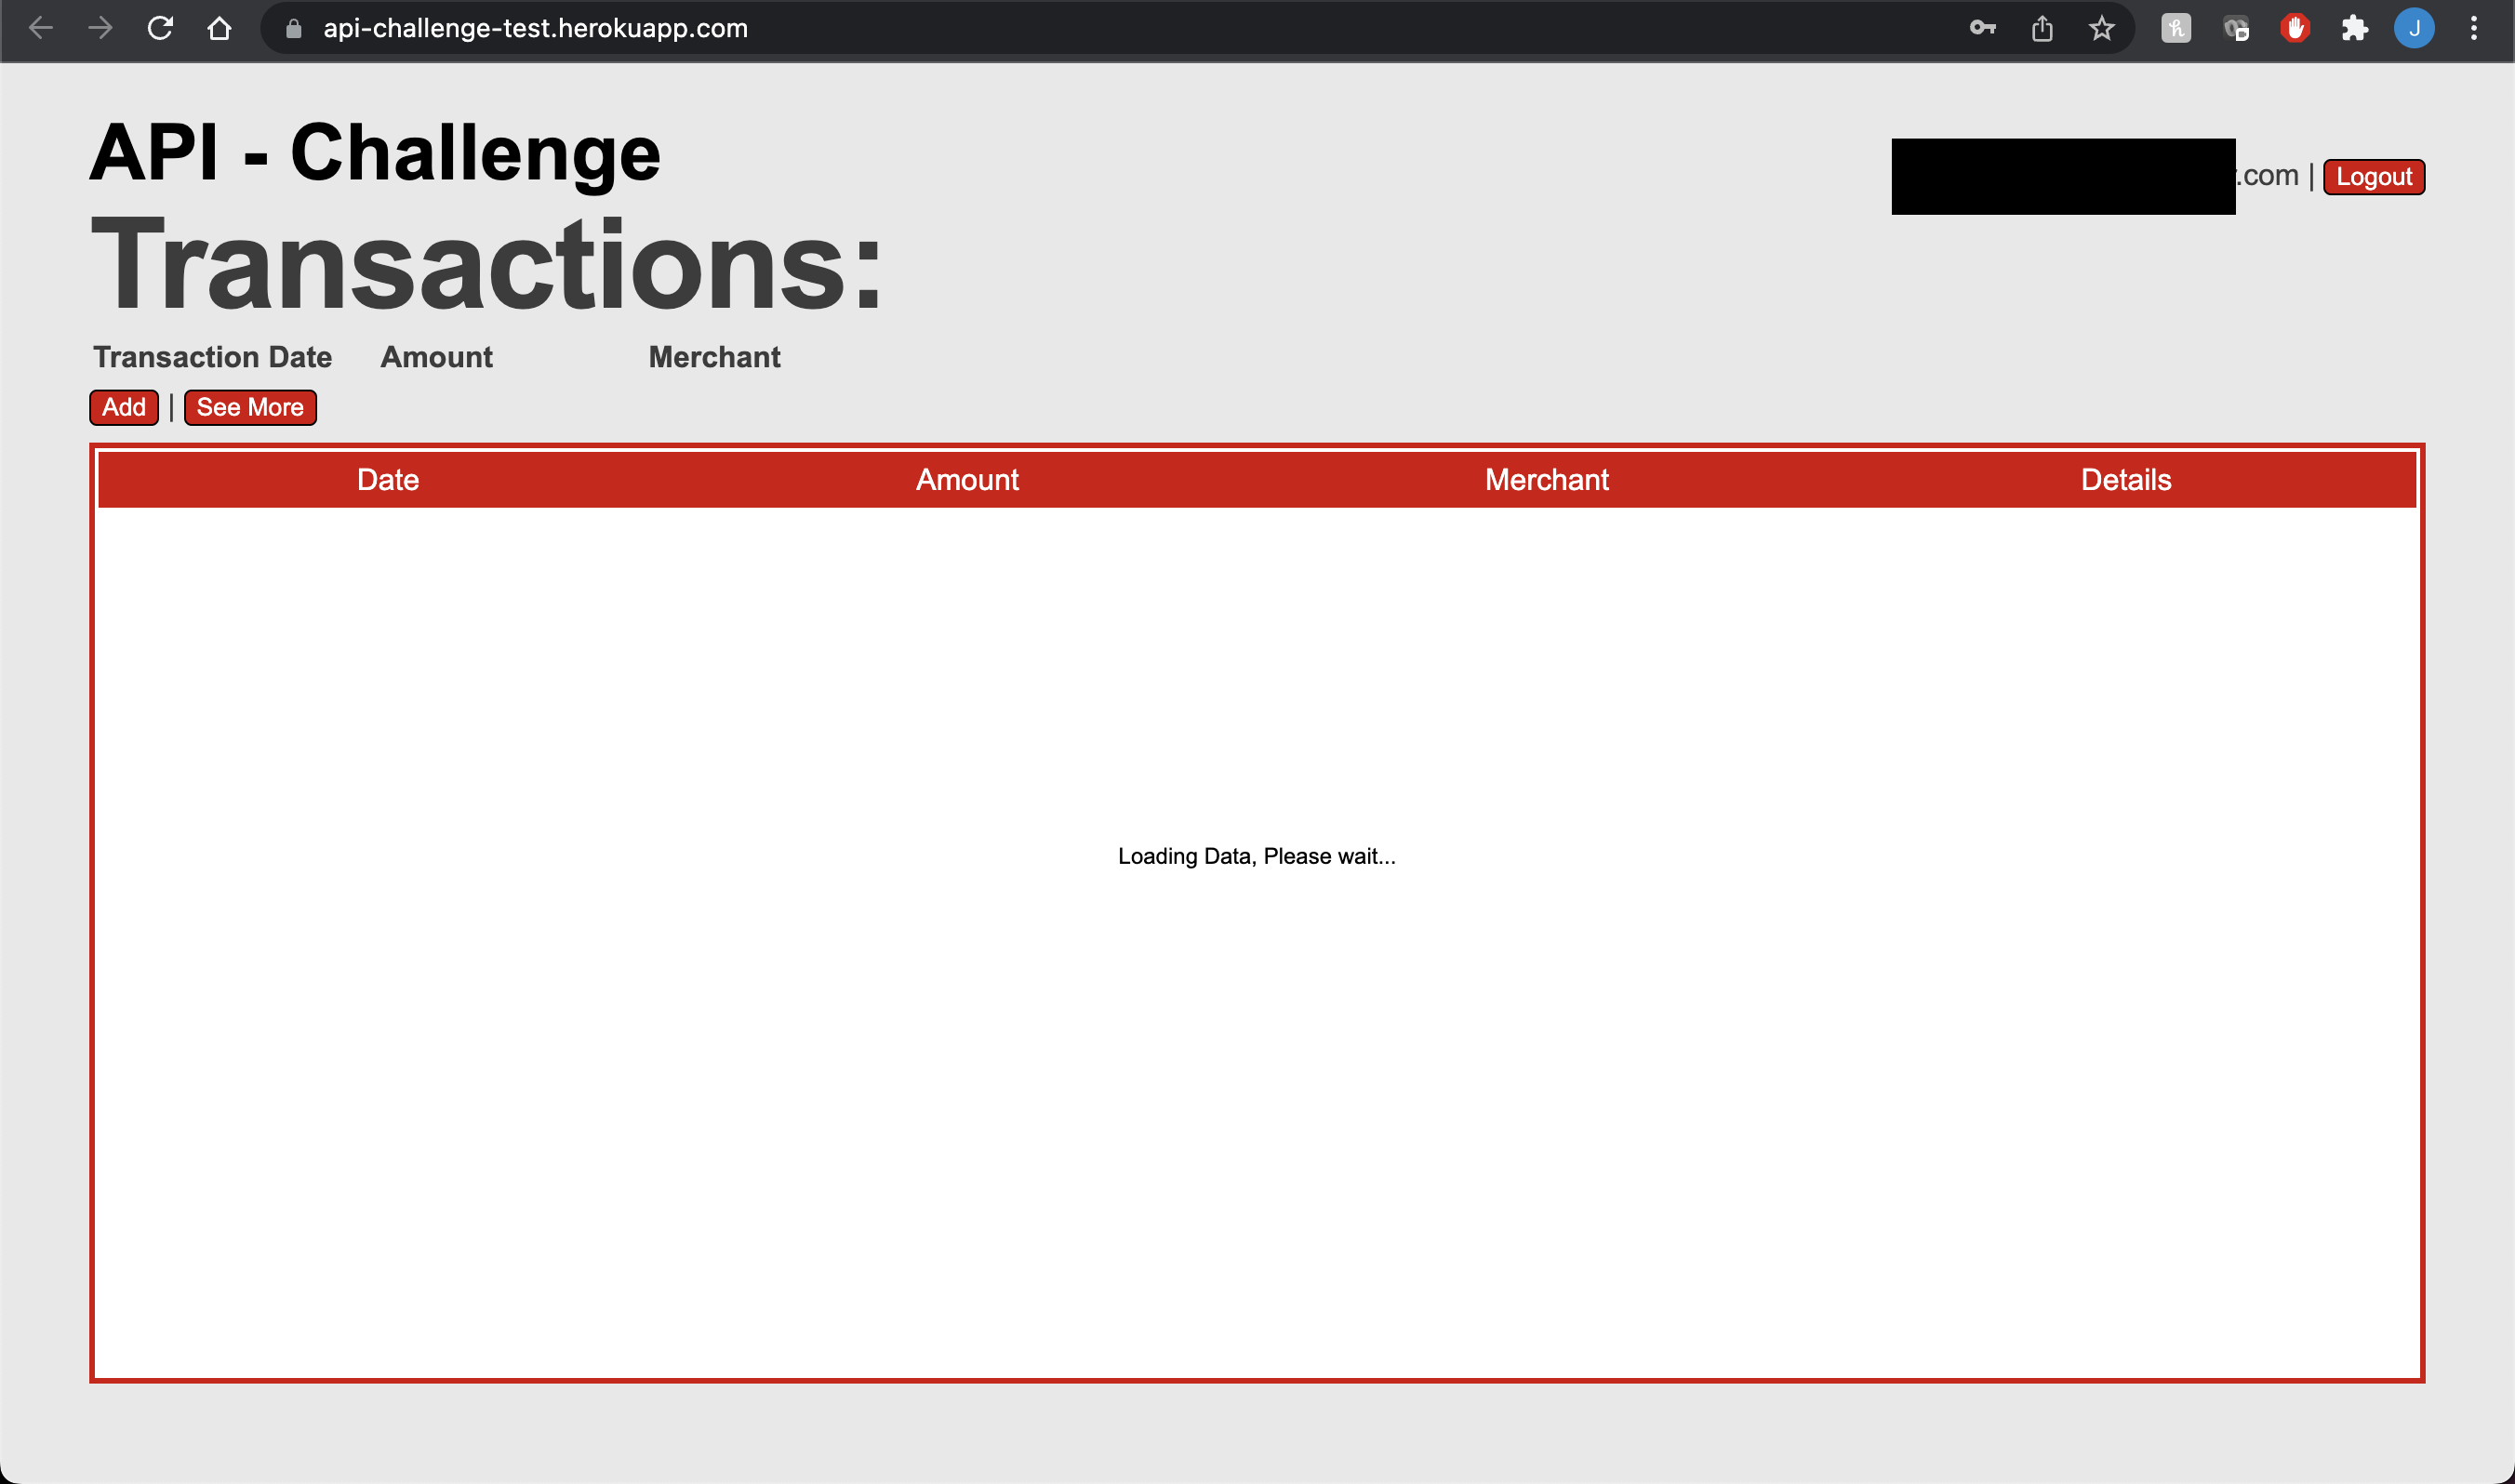 api-challenge-test.herokuapp.com
J
API - Challenge
.com | Logout
Transactions:
Transaction Date Amount Merchant
Add | See More
Date Amount Merchant Details
Loading Data, Please wait...